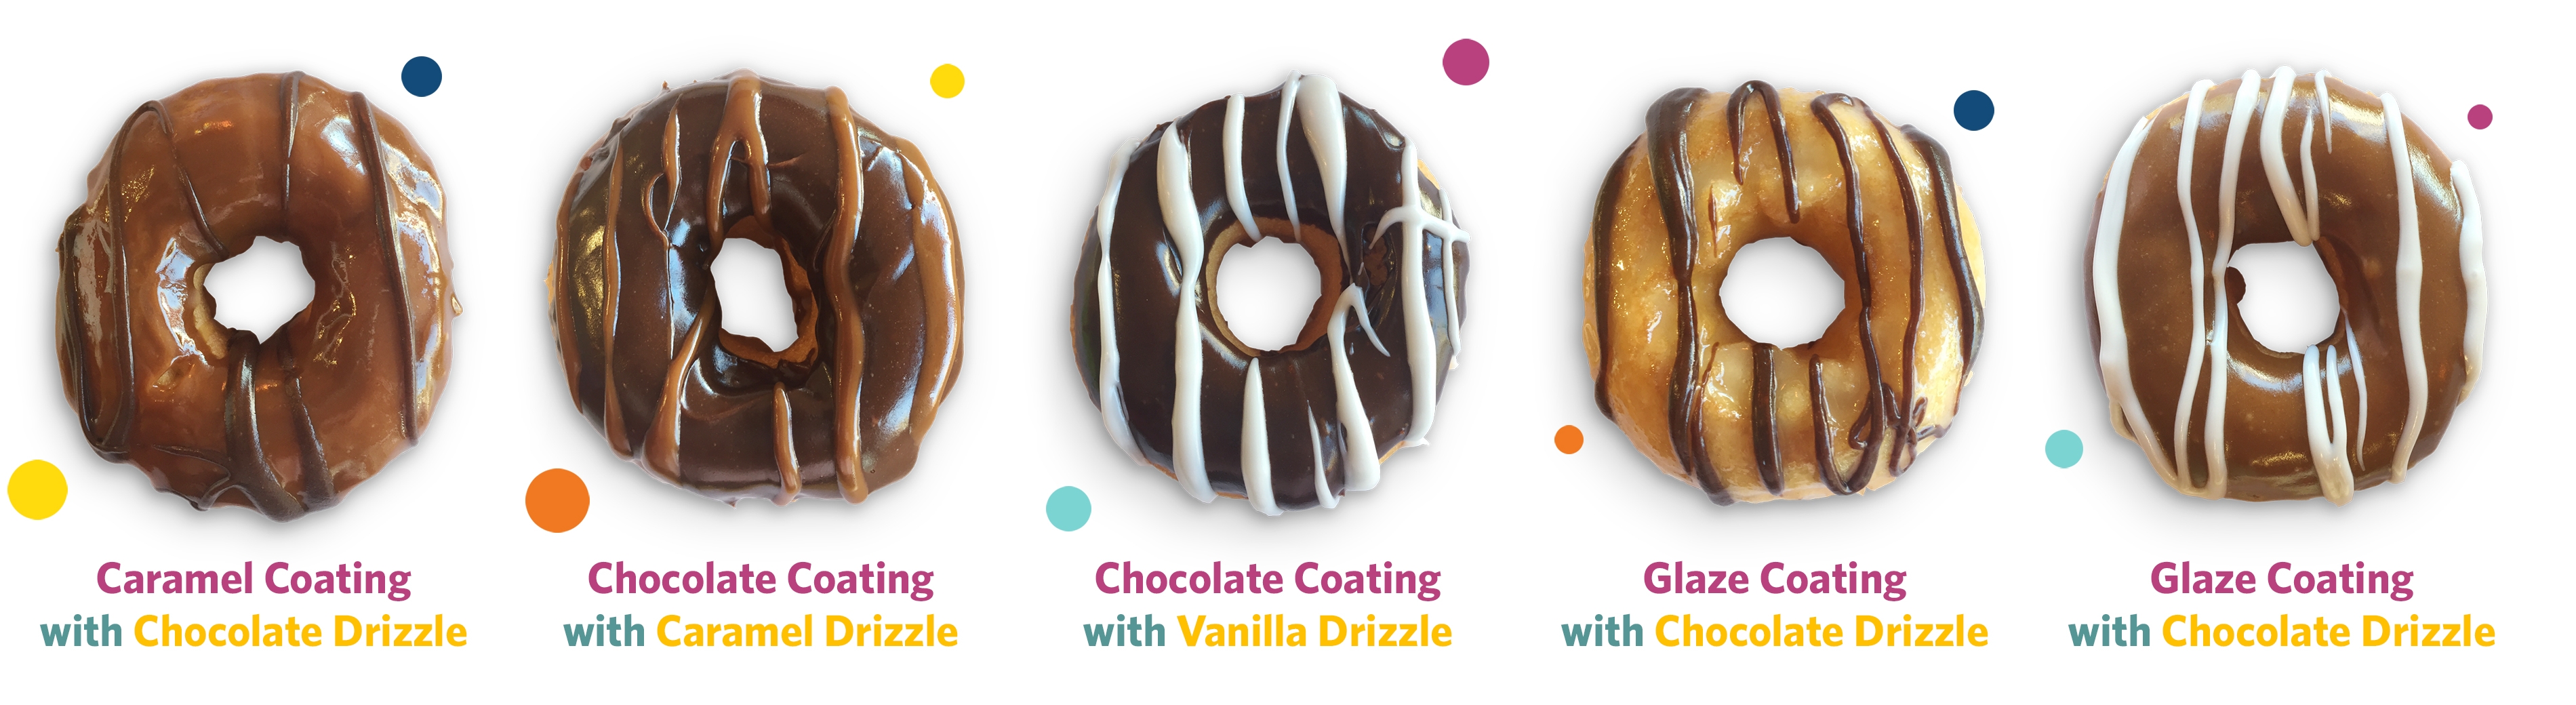 Caramel Coating
with Chocolate Drizzle
Chocolate Coating
with Caramel Drizzle
Chocolate Coating
with Vanilla Drizzle
Glaze Coating
with Chocolate Drizzle
Glaze Coating
with Chocolate Drizzle